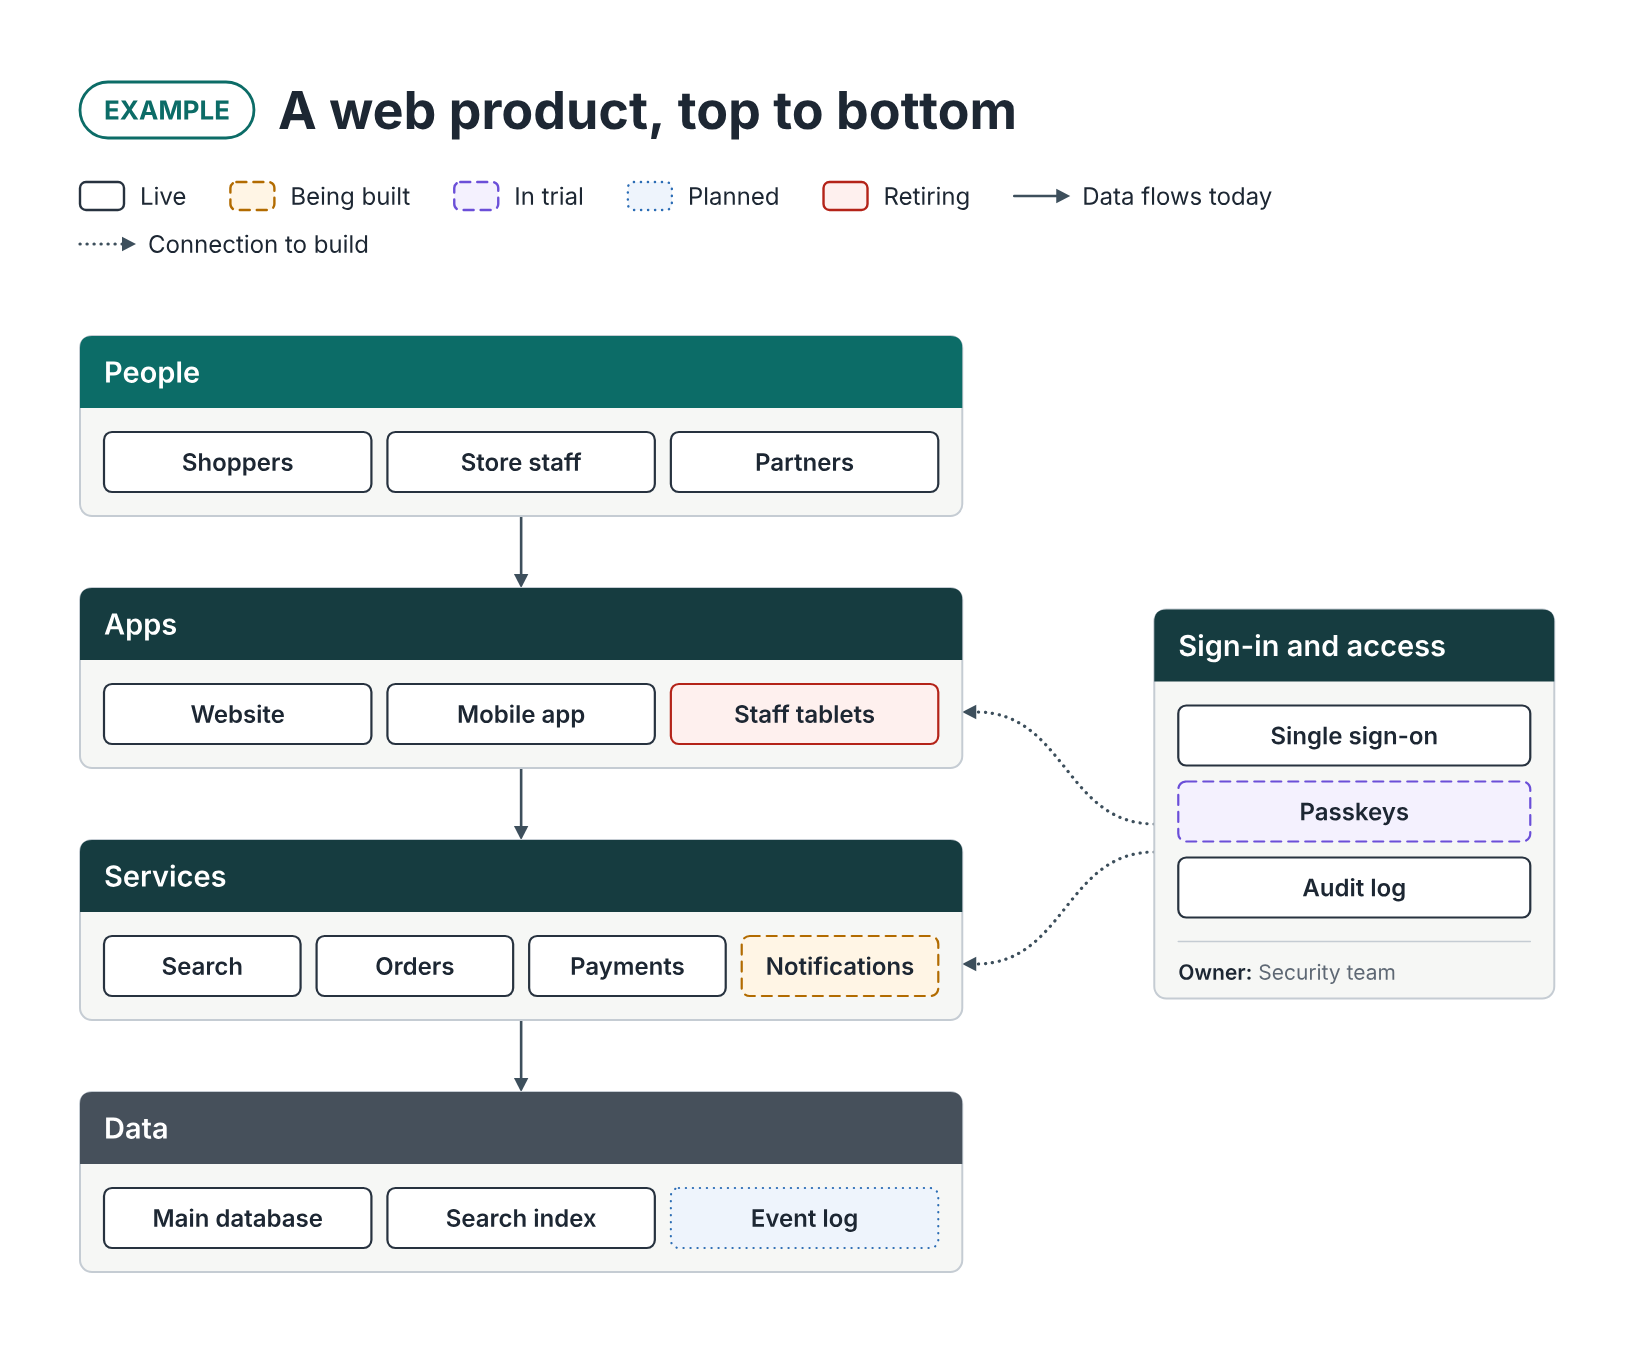 EXAMPLE A web product, top to bottom
Live Being built In trial Planned Retiring Data flows today
Connection to build
People
Shoppers Store staff Partners
Apps
Website Mobile app Staff tablets
Services
Search Orders Payments Notifications
Data
Main database Search index Event log
Sign-in and access
Single sign-on
Passkeys
Audit log
Owner: Security team